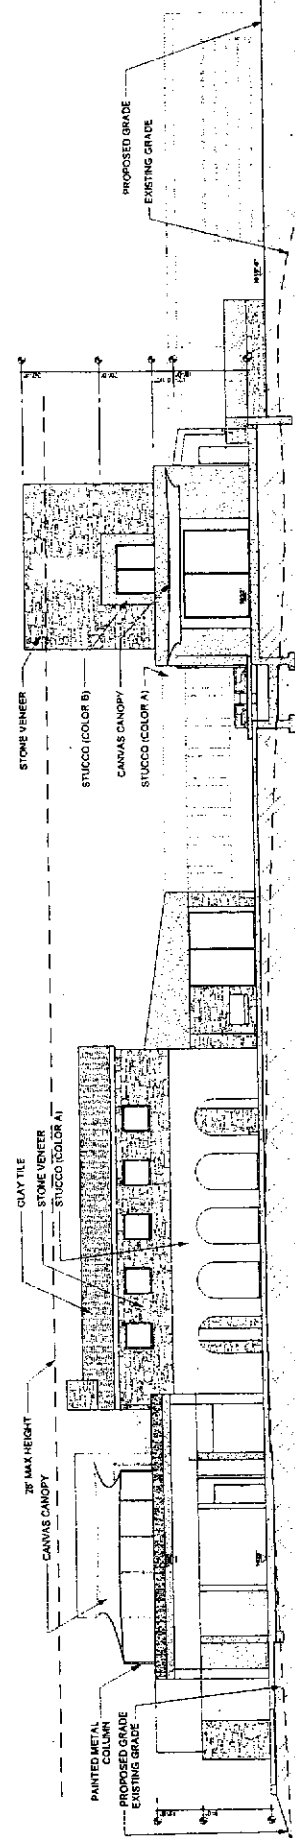 PAINTED METAL
COLUMN
PROPOSED GRADE
EXISTING GRADE
CANVAS CANOPY
28' MAX HEIGHT
CLAY TILE
STONE VENEER
STUCCO (COLOR A)
STONE VENEER
STUCCO (COLOR B)
CANVAS CANOPY
STUCCO (COLOR A)
PROPOSED GRADE
EXISTING GRADE